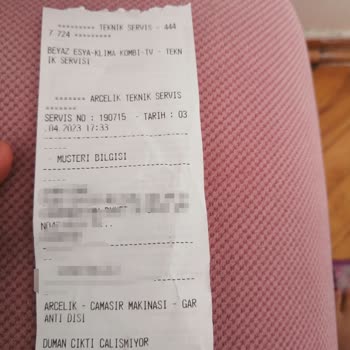 ******** TEKNIK SERVIS - 444
7 724 *********
BEYAZ ESYA-KLIMA-KOMBI-TV - TEKN
IK SERVISI
******* ARCELIK TEKNIK SERVIS
*******
SERVIS NO : 190715 - TARIH : 03
.04.2023 17:33
- MUSTERI BILGISI
ARCELIK - CAMASIR MAKINASI - GAR
ANTI DISI
DUMAN CIKTI CALISMIYOR